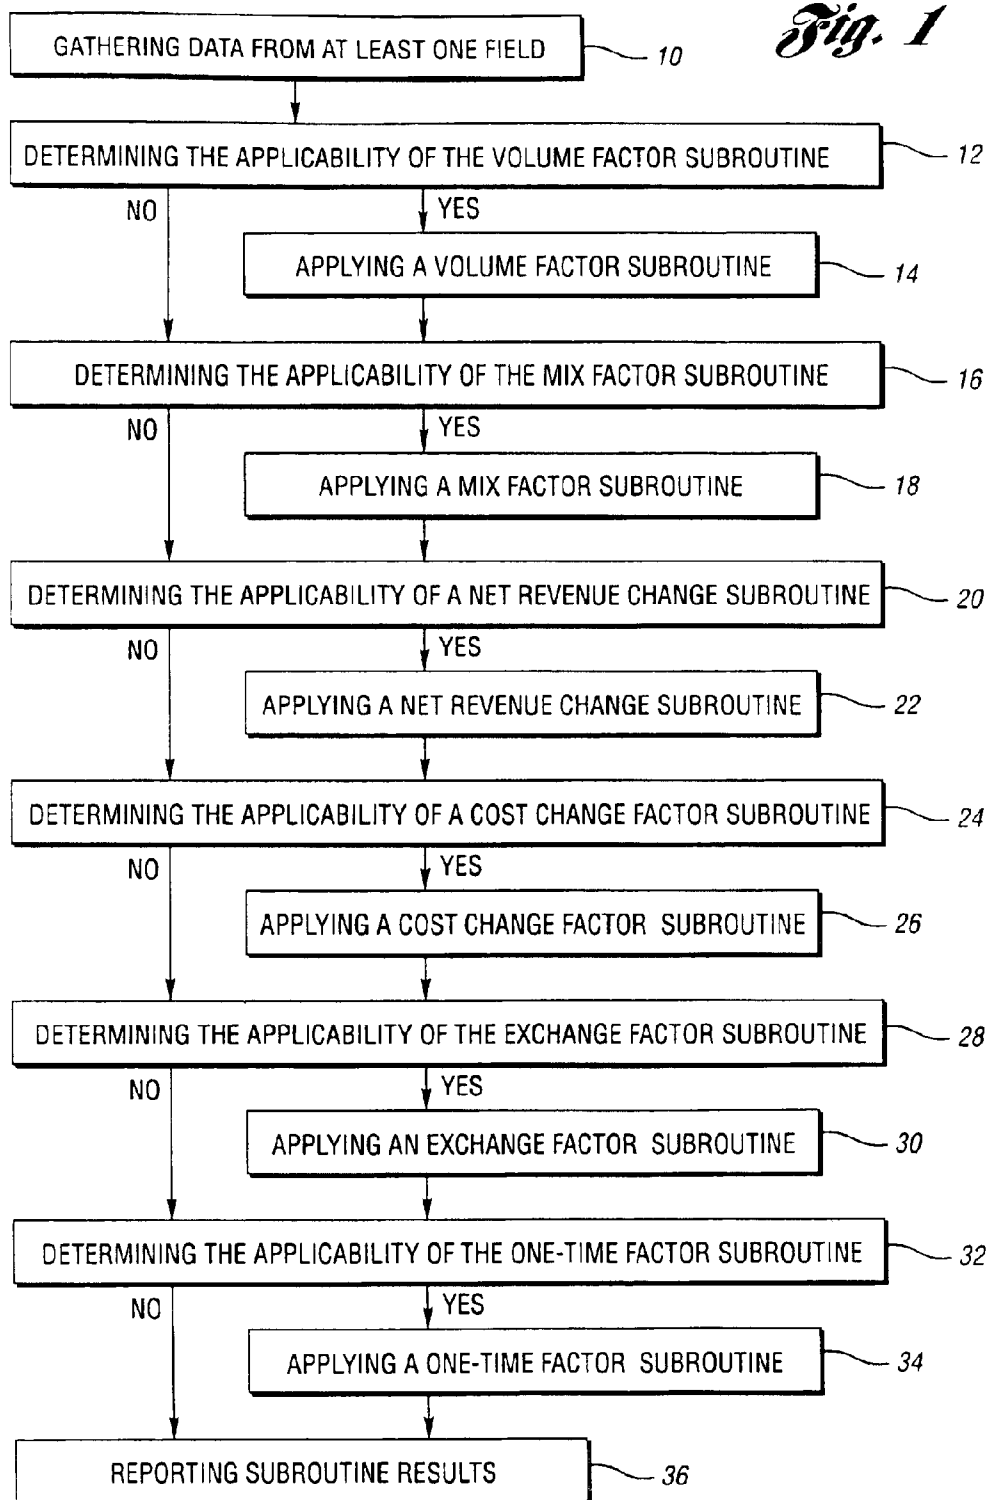 Fig. 1
GATHERING DATA FROM AT LEAST ONE FIELD 10
DETERMINING THE APPLICABILITY OF THE VOLUME FACTOR SUBROUTINE 12
NO YES
APPLYING A VOLUME FACTOR SUBROUTINE 14
DETERMINING THE APPLICABILITY OF THE MIX FACTOR SUBROUTINE 16
NO YES
APPLYING A MIX FACTOR SUBROUTINE 18
DETERMINING THE APPLICABILITY OF A NET REVENUE CHANGE SUBROUTINE 20
NO YES
APPLYING A NET REVENUE CHANGE SUBROUTINE 22
DETERMINING THE APPLICABILITY OF A COST CHANGE FACTOR SUBROUTINE 24
NO YES
APPLYING A COST CHANGE FACTOR SUBROUTINE 26
DETERMINING THE APPLICABILITY OF THE EXCHANGE FACTOR SUBROUTINE 28
NO YES
APPLYING AN EXCHANGE FACTOR SUBROUTINE 30
DETERMINING THE APPLICABILITY OF THE ONE-TIME FACTOR SUBROUTINE 32
NO YES
APPLYING A ONE-TIME FACTOR SUBROUTINE 34
REPORTING SUBROUTINE RESULTS 36